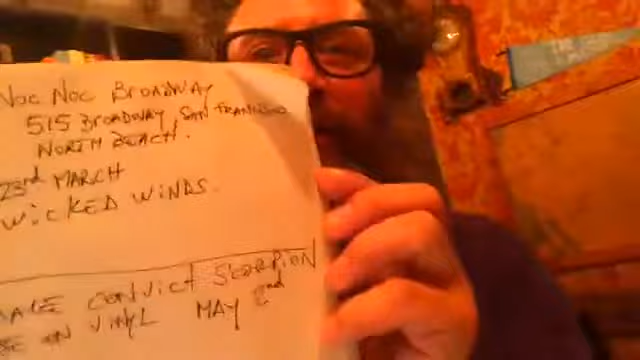 Noc Noc Broadway
515 Broadway, San Francisco
North Beach.
23rd March
Wicked Winds.
Convict Scorpion
on vinyl May 2nd